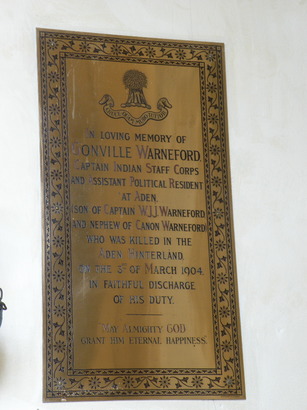 IN LOVING MEMORY OF
TONVILLE WARNEFORD,
CAPTAIN INDIAN STAFF CORPS
AND ASSISTANT POLITICAL RESIDENT
AT ADEN,
SON OF CAPTAIN W.J.J. WARNEFORD
AND NEPHEW OF CANON WARNEFORD
WHO WAS KILLED IN THE
ADEN HINTERLAND,
ON THE OF MARCH 1904,
IN FAITHFUL DISCHARGE
OF HIS DUTY.
MAY ALMIGHTY GOD
GRANT HIM ETERNAL HAPPINESS.